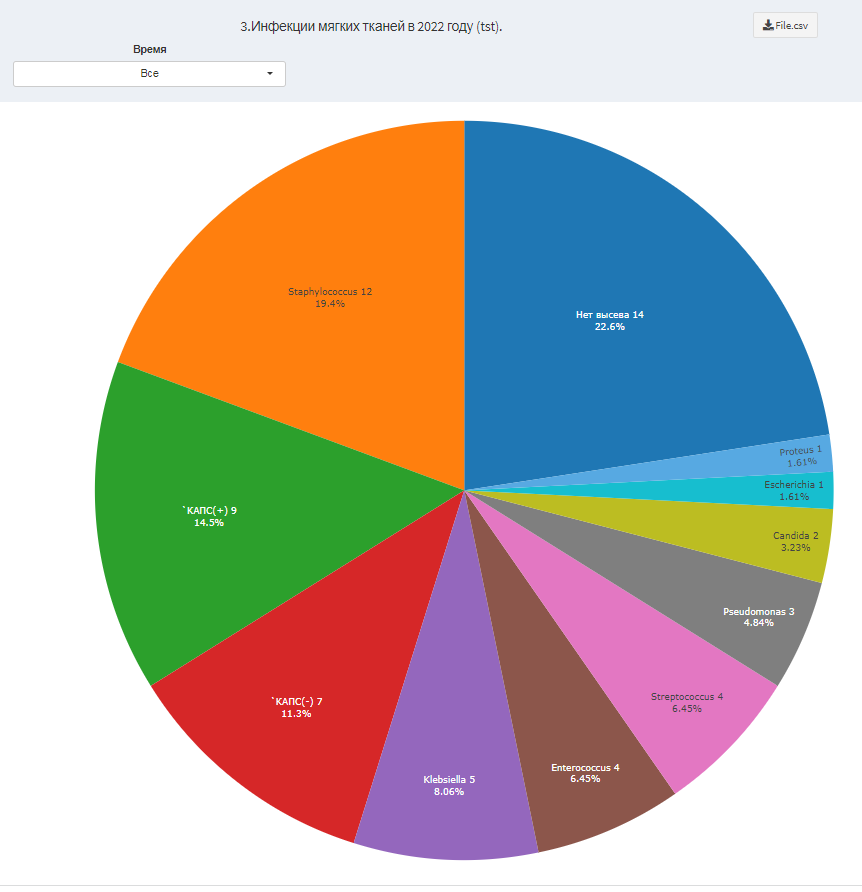 3.Инфекции мягких тканей в 2022 году (tst).
File.csv
Время
Все
Staphylococcus 12
19.4%
Нет высева 14
22.6%
Proteus 1
1.61%
Escherichia 1
1.61%
Candida 2
3.23%
Pseudomonas 3
4.84%
Streptococcus 4
6.45%
Enterococcus 4
6.45%
Klebsiella 5
8.06%
`КАПС(-) 7
11.3%
`КАПС(+) 9
14.5%